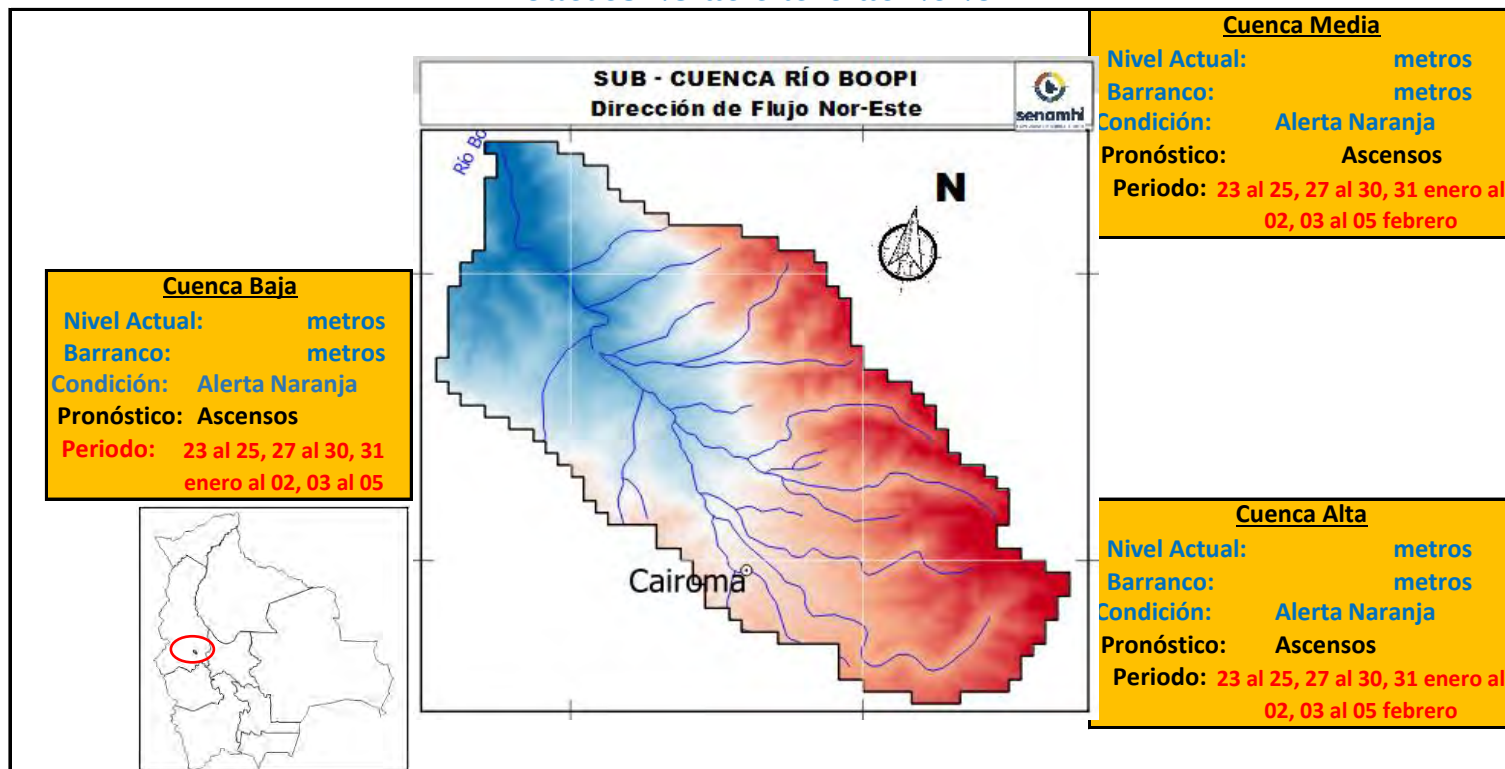 SUB - CUENCA RÍO BOOPI
Dirección de Flujo Nor-Este
senamhi
Río Bo
N
Cairoma
Cuenca Media
Nivel Actual: metros
Barranco: metros
Condición: Alerta Naranja
Pronóstico: Ascensos
Periodo: 23 al 25, 27 al 30, 31 enero al
02, 03 al 05 febrero
Cuenca Baja
Nivel Actual: metros
Barranco: metros
Condición: Alerta Naranja
Pronóstico: Ascensos
Periodo: 23 al 25, 27 al 30, 31
enero al 02, 03 al 05
Cuenca Alta
Nivel Actual: metros
Barranco: metros
Condición: Alerta Naranja
Pronóstico: Ascensos
Periodo: 23 al 25, 27 al 30, 31 enero al
02, 03 al 05 febrero